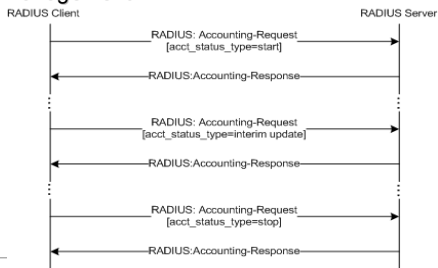 RADIUS Client
RADIUS Server
RADIUS: Accounting-Request
[acct_status_type=start]
RADIUS:Accounting-Response
RADIUS: Accounting-Request
[acct_status_type=interim update]
RADIUS:Accounting-Response
RADIUS: Accounting-Request
[acct_status_type=stop]
RADIUS:Accounting-Response